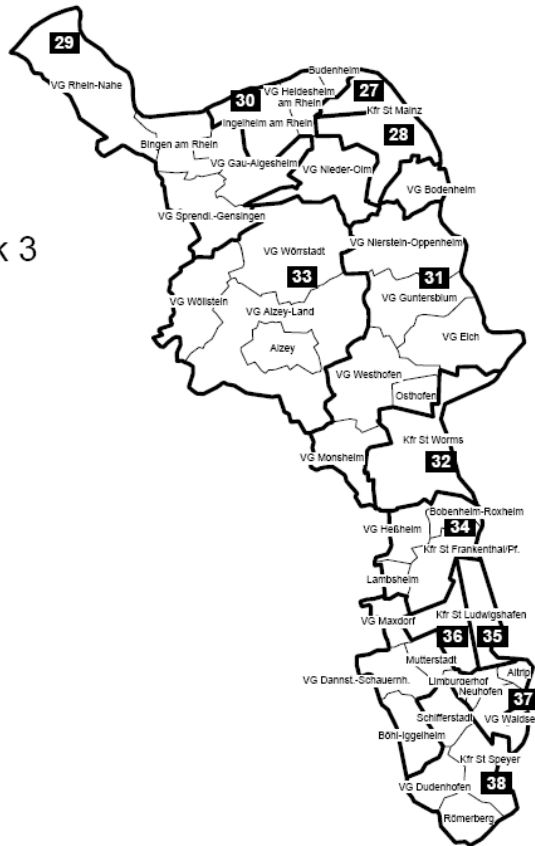 29
VG Rhein-Nahe
Budenheim
27
VG Heidesheim
am Rhein
30
Kfr St Mainz
Ingelheim am Rhein
28
Bingen am Rhein
VG Gau-Algesheim
VG Nieder-Olm
VG Bodenheim
VG Sprendl.-Gensingen
k 3
VG Wörrstadt
VG Nierstein-Oppenheim
33
31
VG Wöllstein
VG Guntersblum
VG Alzey-Land
VG Eich
Alzey
VG Westhofen
Osthofen
Kfr St Worms
VG Monsheim
32
Bobenheim-Roxheim
VG Heßheim
34
Kfr St Frankenthal/Pf.
Lambsheim
Kfr St Ludwigshafen
VG Maxdorf
36
35
Mutterstadt
Altrip
VG Dannst.-Schauernh.
Limburgerhof
Neuhofen
37
Schifferstadt
VG Waldse
Böhl-Iggelheim
Kfr St Speyer
VG Dudenhofen
38
Römerberg